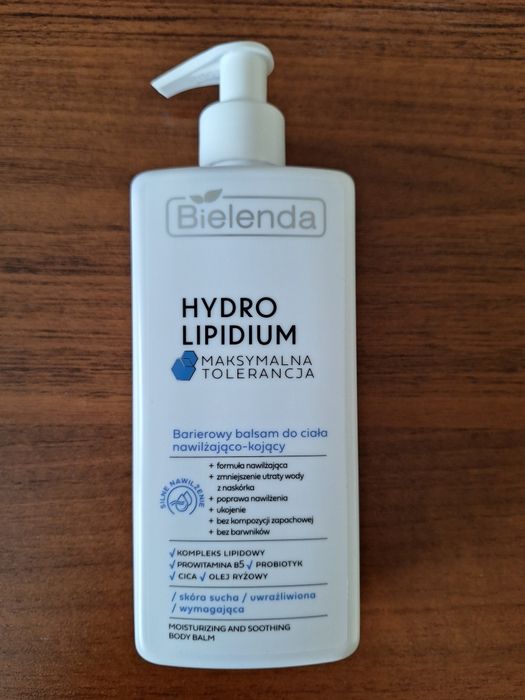 Bielenda
HYDRO
LIPIDIUM
MAKSYMALNA
TOLERANCJA
Barierowy balsam do ciała
nawilżająco-kojący
SILNE NAWILŻENIE
+ formuła nawilżająca
+ zmniejszenie utraty wody
z naskórka
+ poprawa nawilżenia
+ ukojenie
+ bez kompozycji zapachowej
+ bez barwników
√ KOMPLEKS LIPIDOWY
√ PROWITAMINA B5 √ PROBIOTYK
√ CICA √ OLEJ RYŻOWY
/ skóra sucha / uwrażliwiona
/ wymagająca
MOISTURIZING AND SOOTHING
BODY BALM